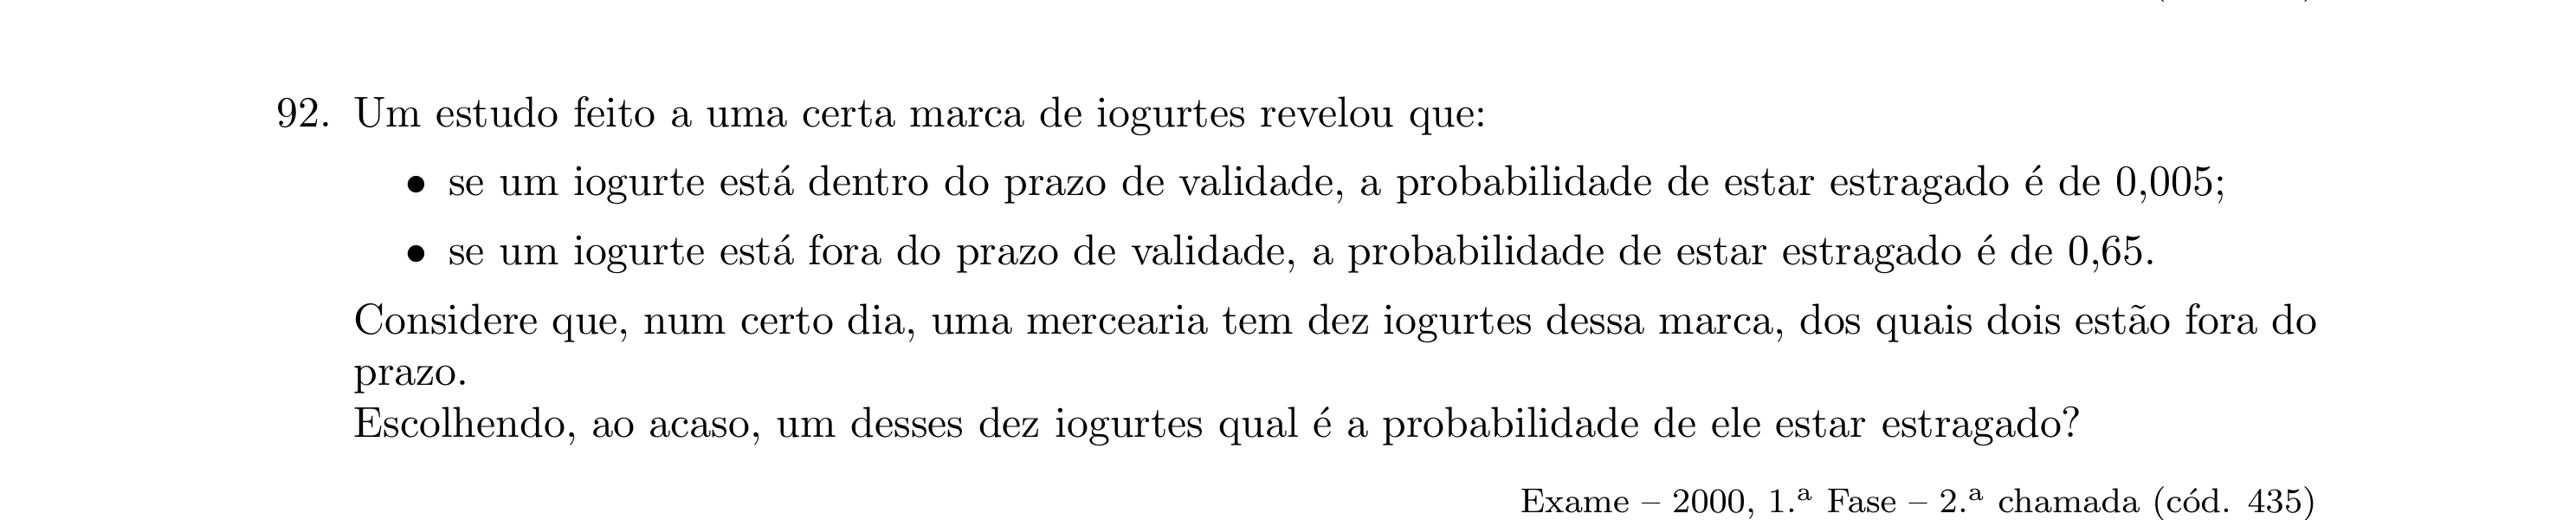 92. Um estudo feito a uma certa marca de iogurtes revelou que:
• se um iogurte está dentro do prazo de validade, a probabilidade de estar estragado é de 0,005;
• se um iogurte está fora do prazo de validade, a probabilidade de estar estragado é de 0,65.
Considere que, num certo dia, uma mercearia tem dez iogurtes dessa marca, dos quais dois estão fora do
prazo.
Escolhendo, ao acaso, um desses dez iogurtes qual é a probabilidade de ele estar estragado?
Exame – 2000, 1.ª Fase – 2.ª chamada (cód. 435)